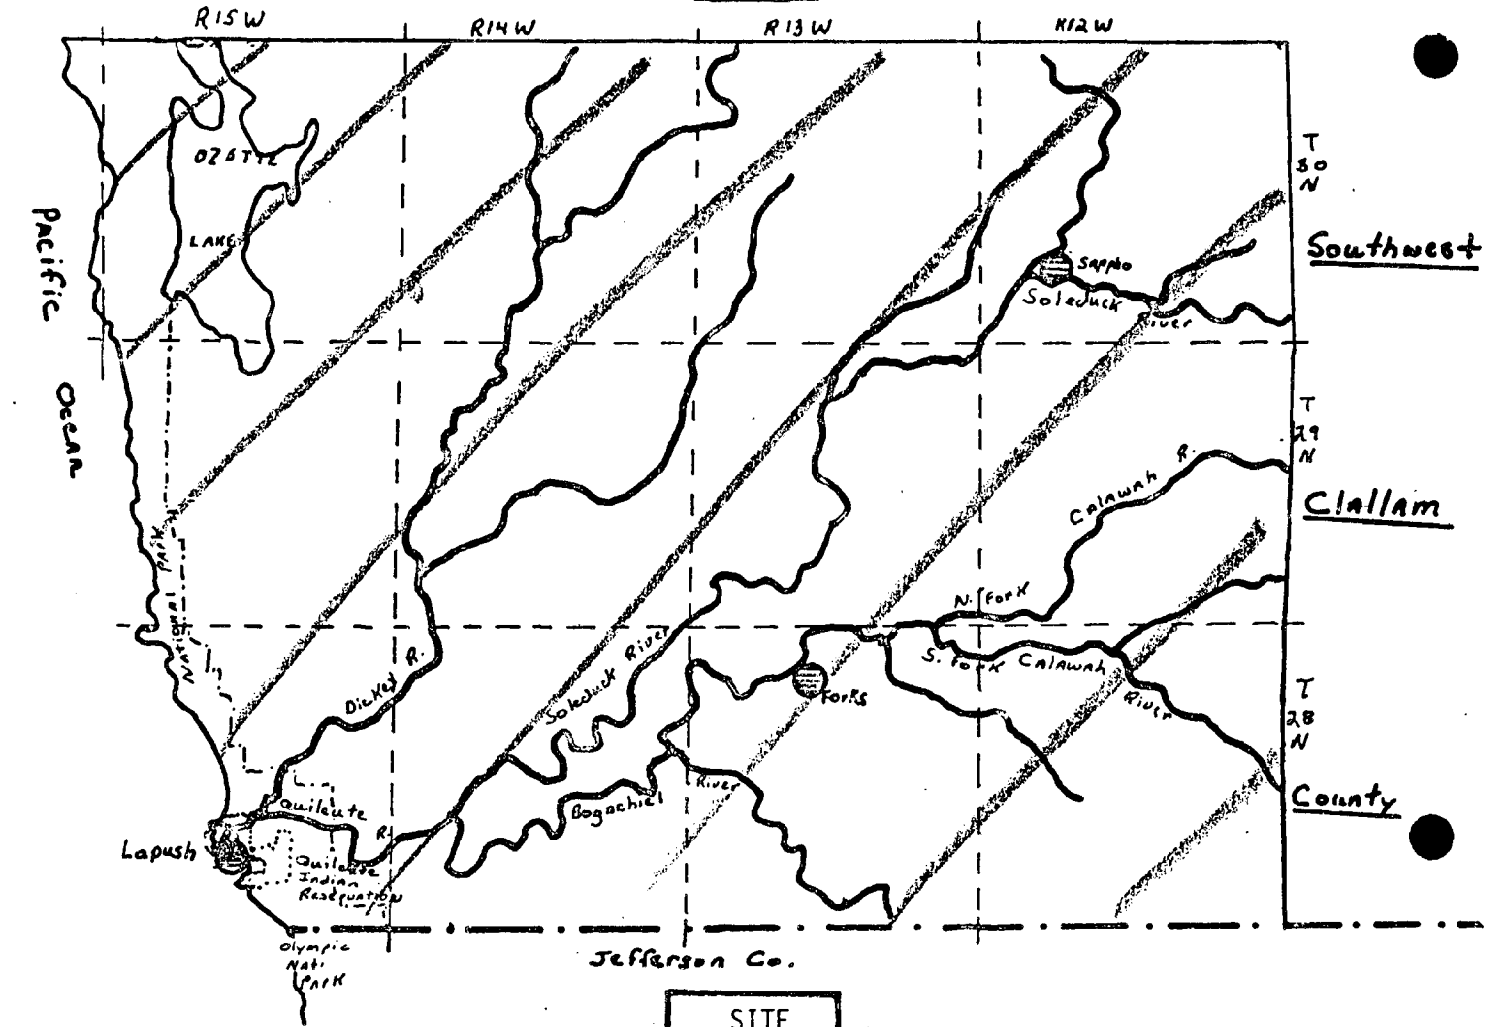 R15W
R14W
R13W
R12W
T
30
N
OZETTE
LAKE
Pacific
Ocean
Sappho
Soleduck
River
Southwest
T
29
N
Calawah R.
Clallam
National Park
N. Fork
S. Fork Calawah
River
Soleduck River
Dickey R.
Forks
T
28
N
River
Bogachiel
County
Quileute
R.
Lapush
Quileute
Indian
Reservation
Olympic
Natl
Park
Jefferson Co.
SITE